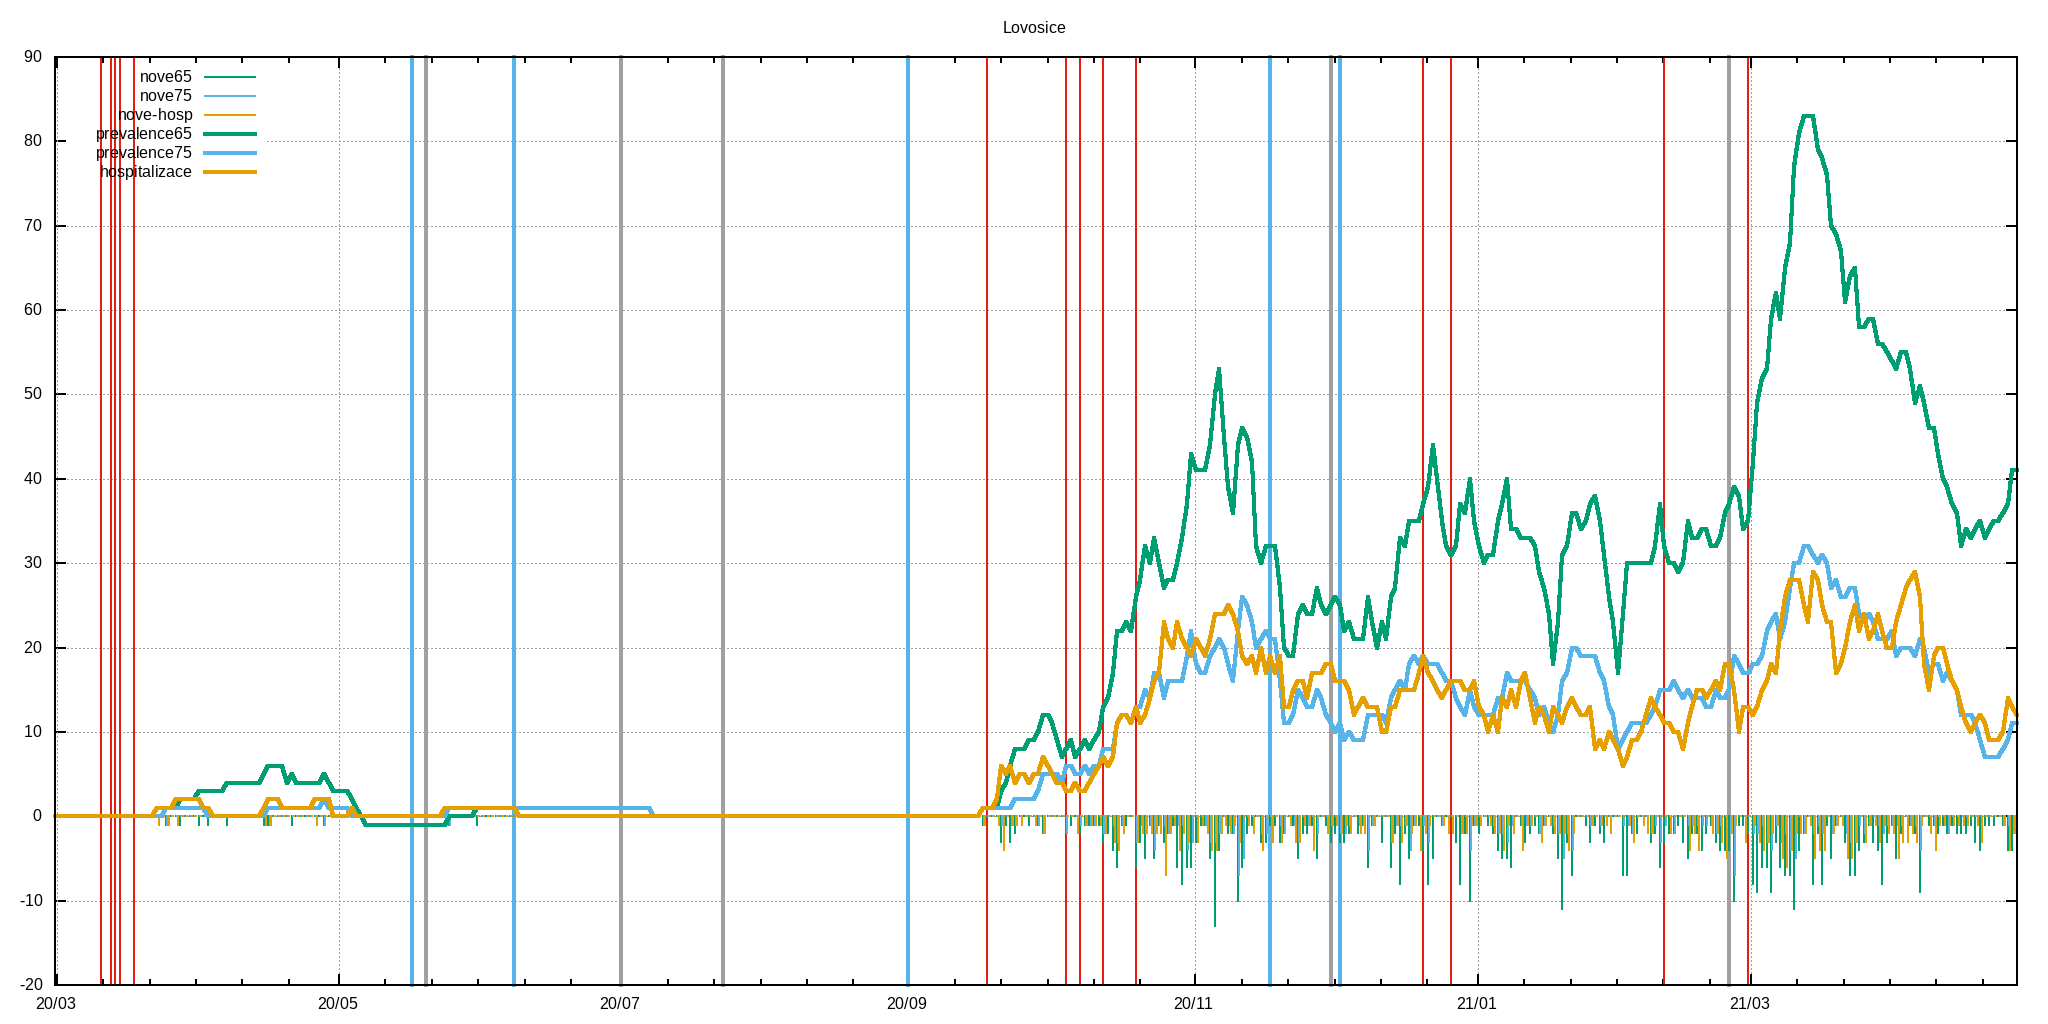 Lovosice
90
80
70
60
50
40
30
20
10
0
-10
-20
nove65
nove75
nove-hosp
prevalence65
prevalence75
hospitalizace
20/03 20/05 20/07 20/09 20/11 21/01 21/03